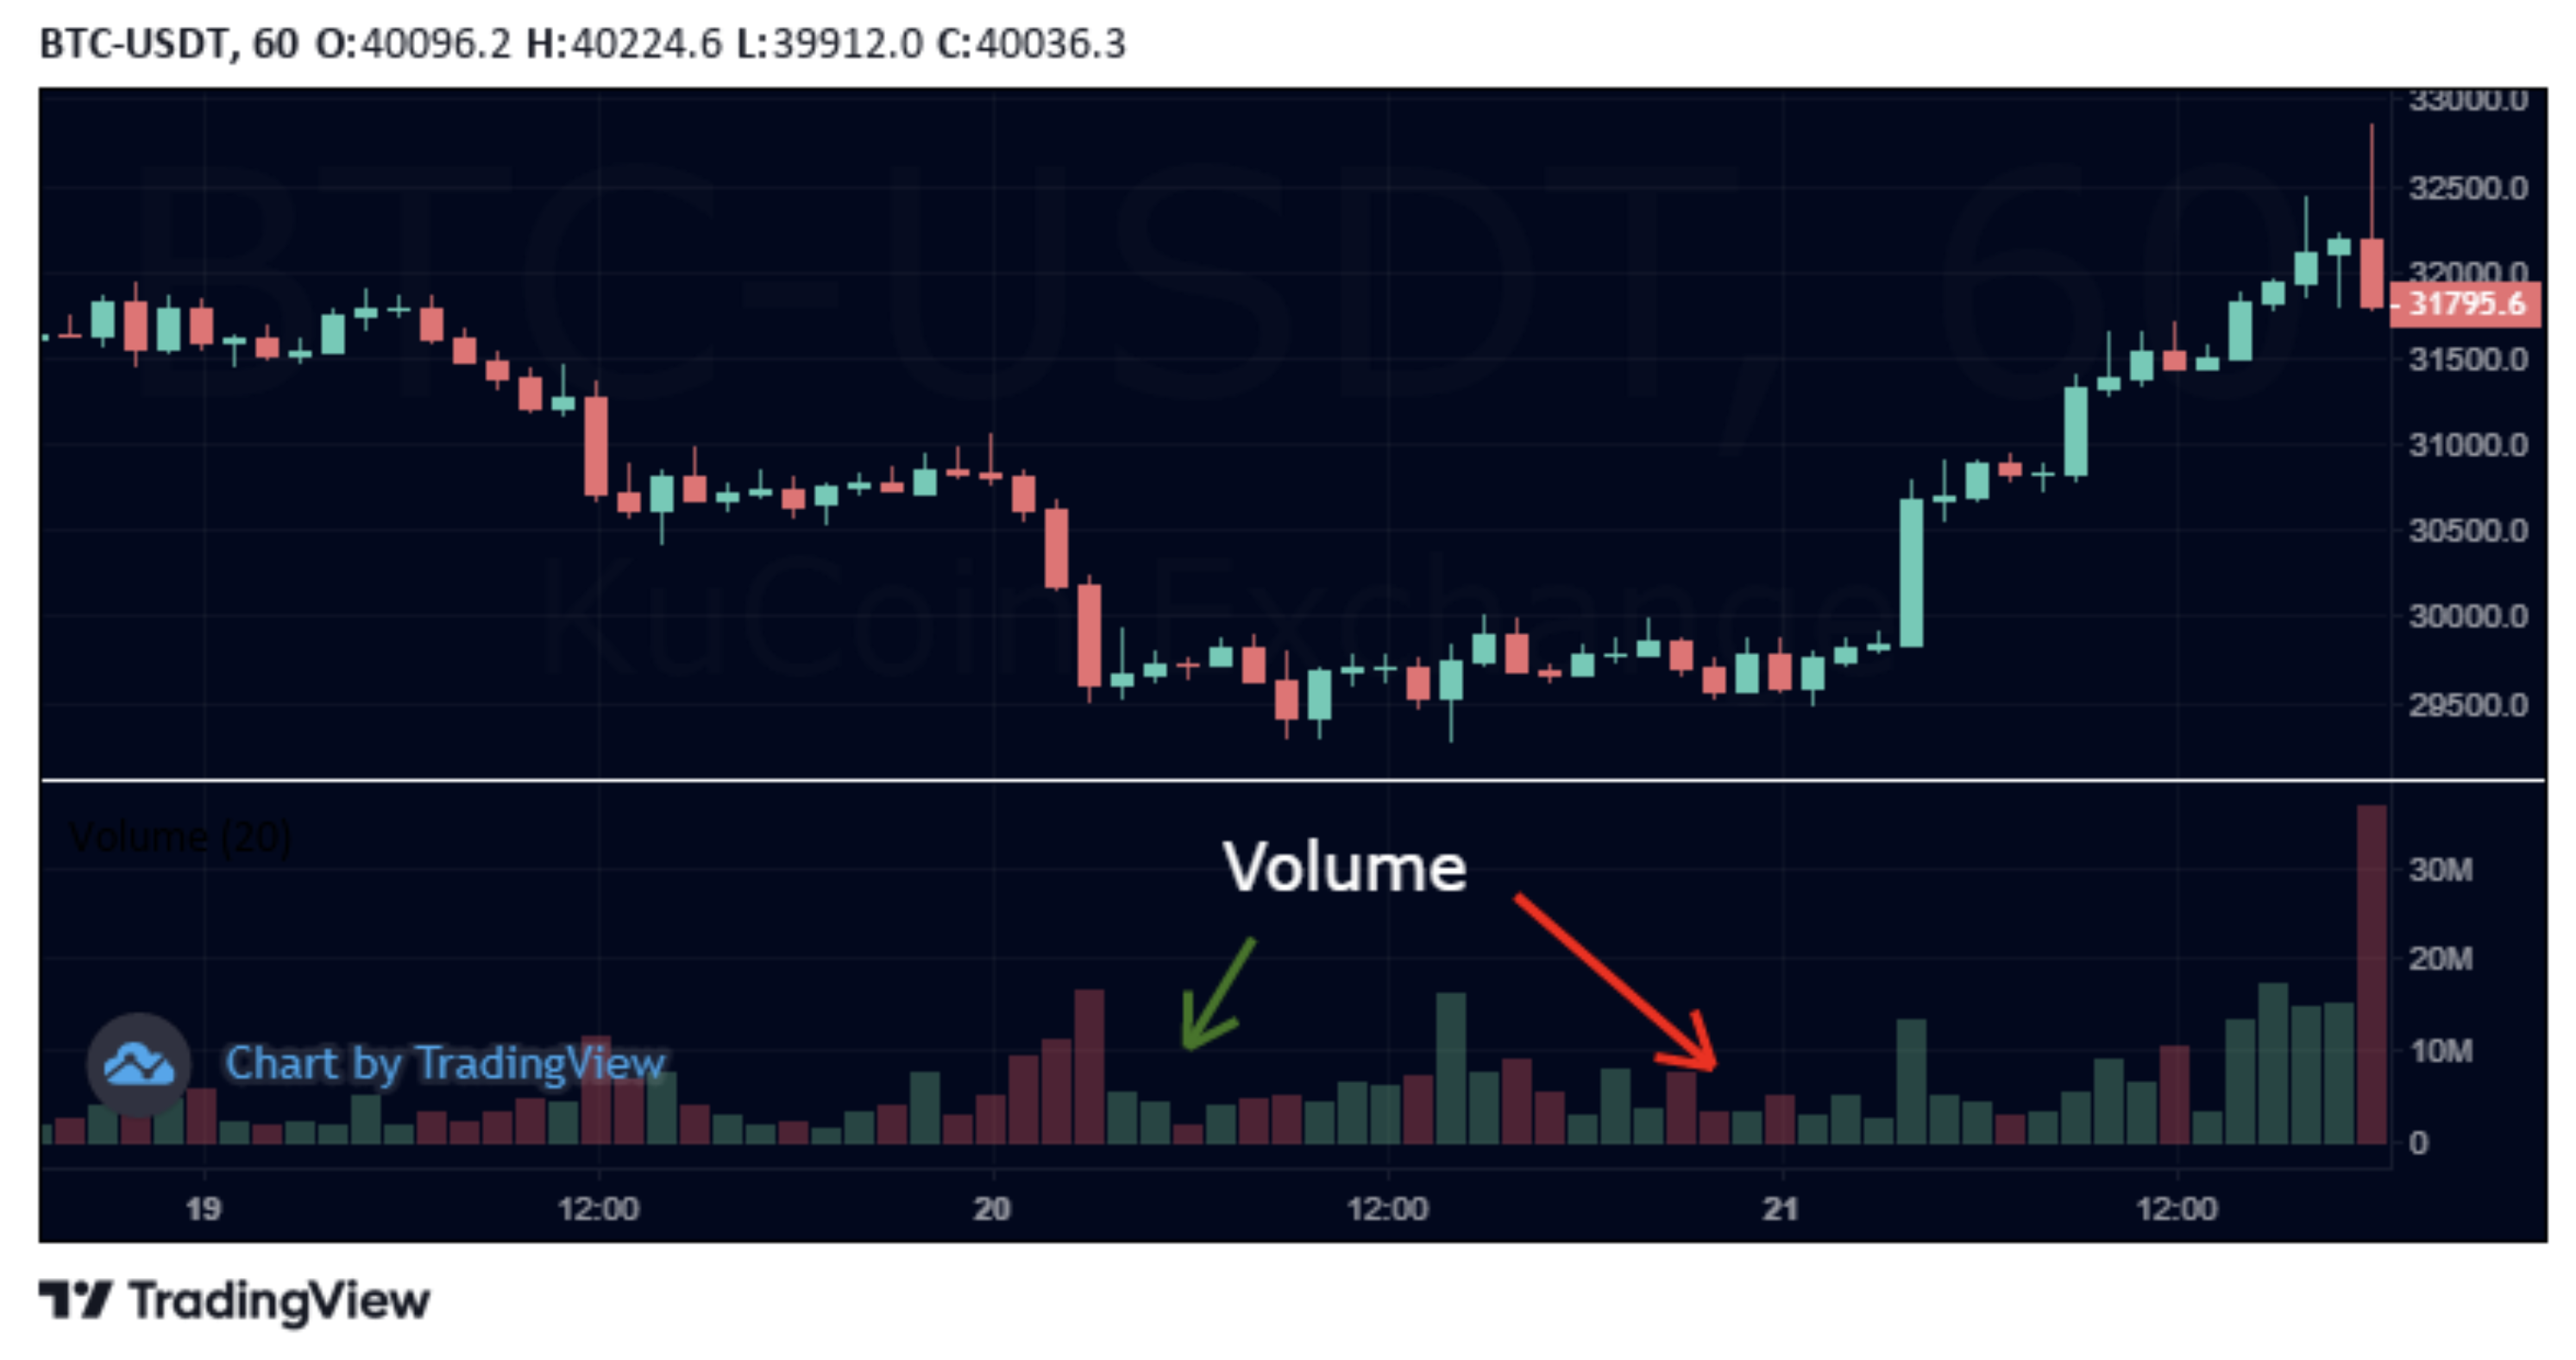 BTC-USDT, 60 O:40096.2 H:40224.6 L:39912.0 C:40036.3
BTC-USDT, 60
KuCoin Exchange
33000.0
32500.0
32000.0
31795.6
31500.0
31000.0
30500.0
30000.0
29500.0
Volume (20)
Volume
30M
20M
10M
0
Chart by TradingView
19 12:00 20 12:00 21 12:00
TradingView